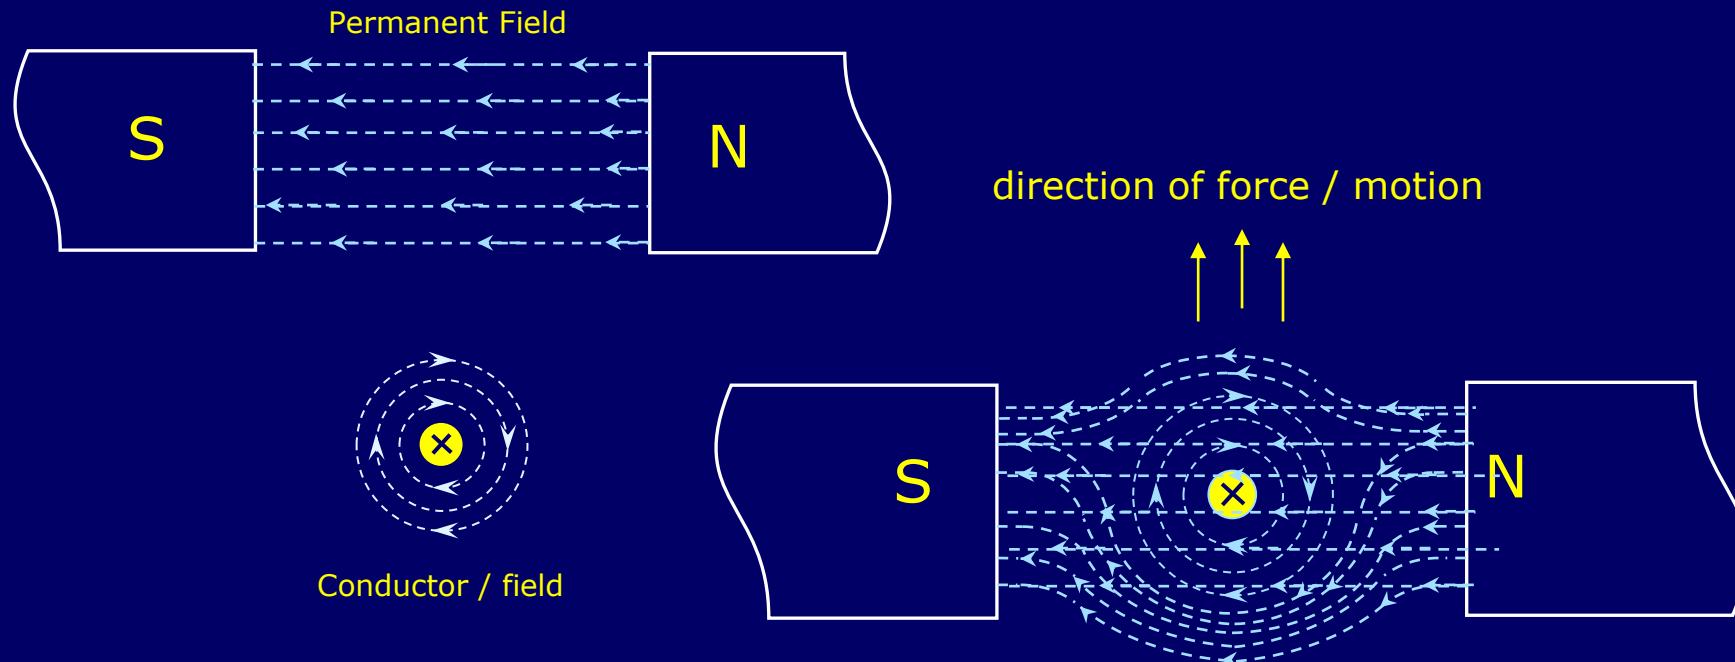 Permanent Field
S
N
direction of force / motion
Conductor / field
S
N